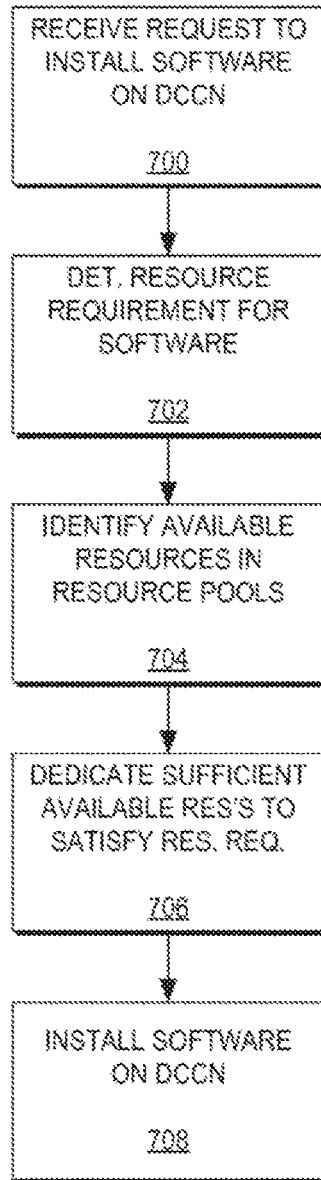 RECEIVE REQUEST TO
INSTALL SOFTWARE
ON DCCN
700
DET. RESOURCE
REQUIREMENT FOR
SOFTWARE
702
IDENTIFY AVAILABLE
RESOURCES IN
RESOURCE POOLS
704
DEDICATE SUFFICIENT
AVAILABLE RES'S TO
SATISFY RES. REQ.
706
INSTALL SOFTWARE
ON DCCN
708